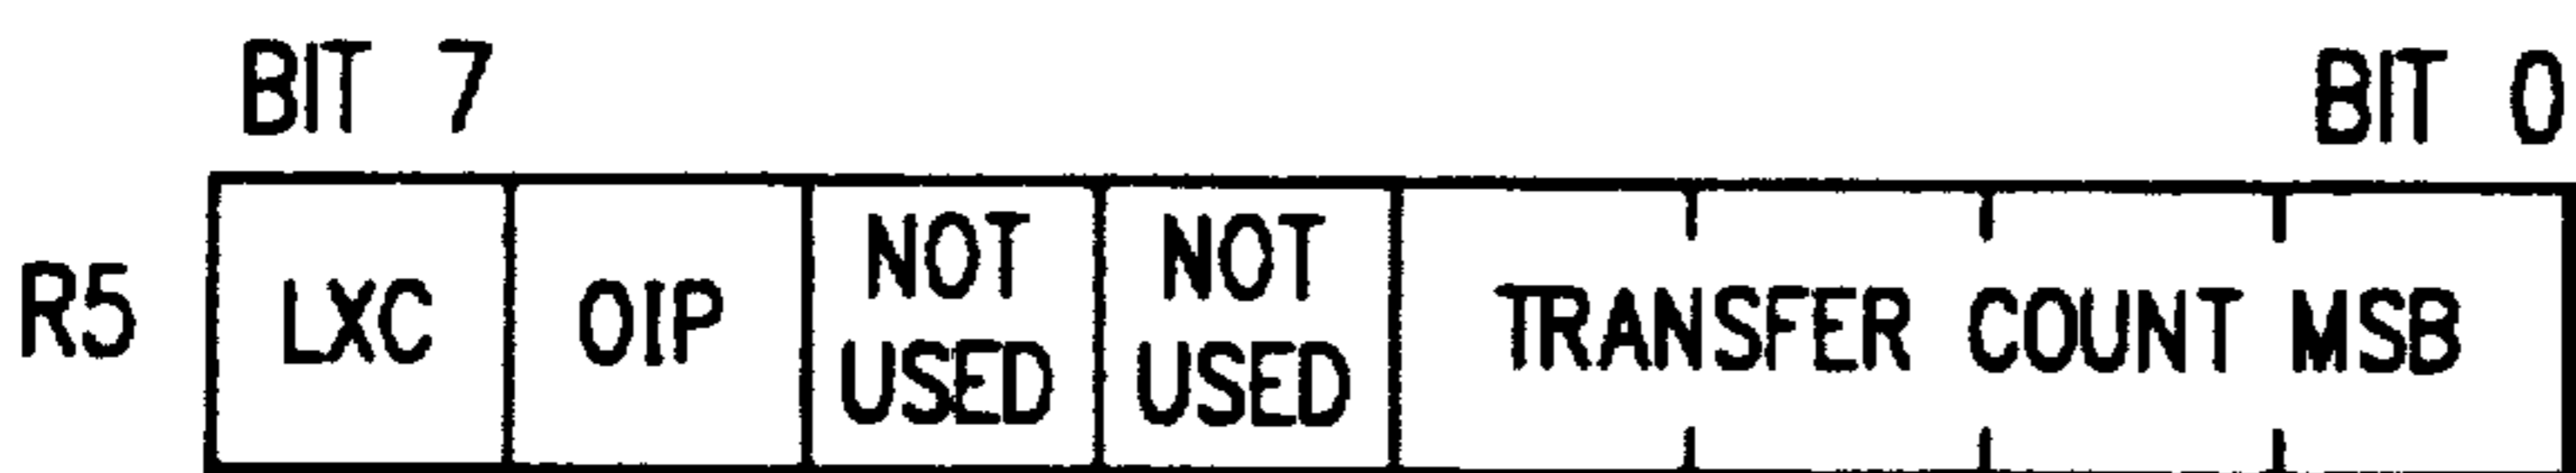 BIT 7 BIT 0
R5 LXC OIP NOT USED NOT USED TRANSFER COUNT MSB